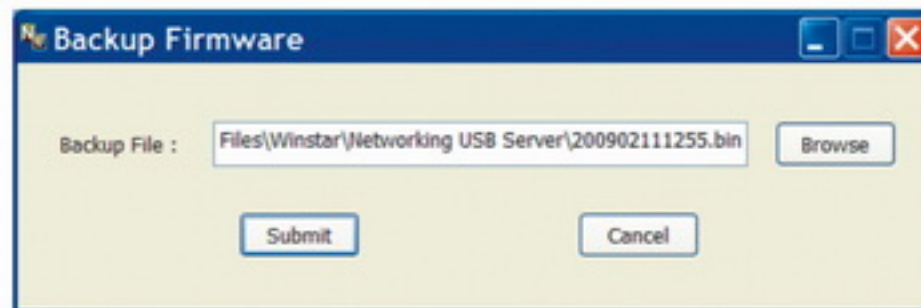 Backup Firmware
Backup File : Files\Winstar\Networking USB Server\200902111255.bin Browse
Submit Cancel